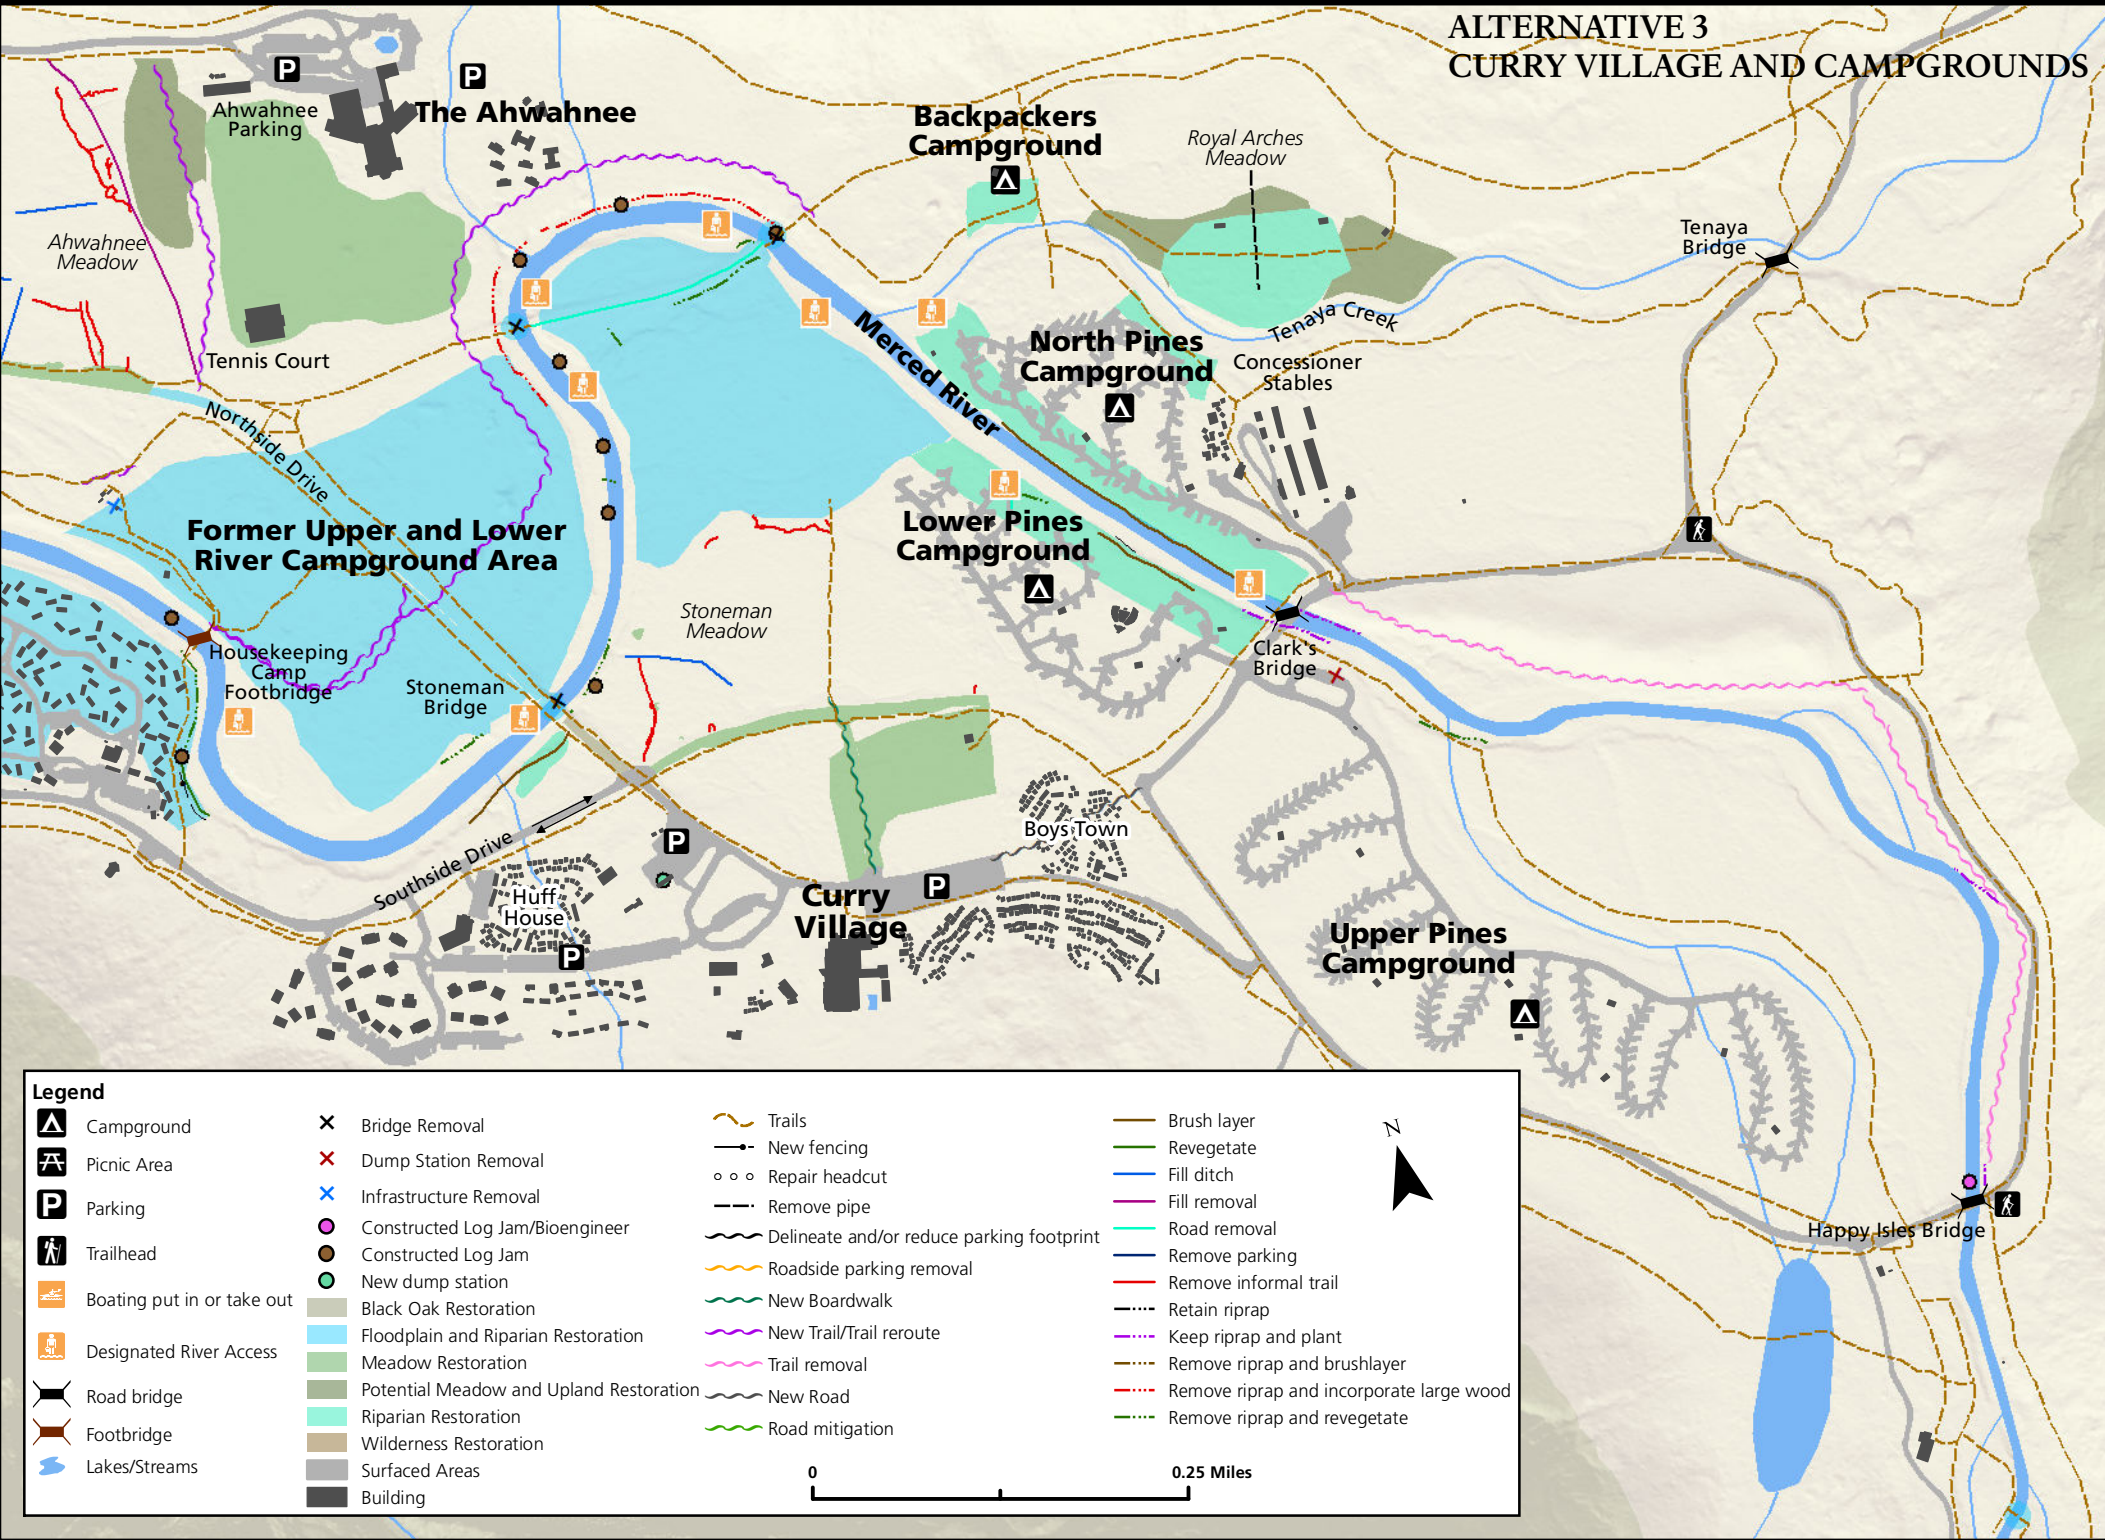 ALTERNATIVE 3
CURRY VILLAGE AND CAMPGROUNDS
P
P
Ahwahnee
Parking
The Ahwahnee
Backpackers
Campground
Royal Arches
Meadow
Tenaya
Bridge
Ahwahnee
Meadow
Tennis Court
Merced River
Tenaya Creek
North Pines
Campground
Concessioner
Stables
Northside Drive
Former Upper and Lower
River Campground Area
Lower Pines
Campground
Stoneman
Meadow
Housekeeping
Camp
Footbridge
Stoneman
Bridge
Clark's
Bridge
Southside Drive
P
Boys Town
Huff
House
P
Curry
Village
P
Upper Pines
Campground
Happy Isles Bridge
Legend
Campground
Picnic Area
P
Parking
Trailhead
Boating put in or take out
Designated River Access
Road bridge
Footbridge
Lakes/Streams
Bridge Removal
Dump Station Removal
Infrastructure Removal
Constructed Log Jam/Bioengineer
Constructed Log Jam
New dump station
Black Oak Restoration
Floodplain and Riparian Restoration
Meadow Restoration
Potential Meadow and Upland Restoration
Riparian Restoration
Wilderness Restoration
Surfaced Areas
Building
Trails
New fencing
Repair headcut
Remove pipe
Delineate and/or reduce parking footprint
Roadside parking removal
New Boardwalk
New Trail/Trail reroute
Trail removal
New Road
Road mitigation
Brush layer
Revegetate
Fill ditch
Fill removal
Road removal
Remove parking
Remove informal trail
Retain riprap
Keep riprap and plant
Remove riprap and brushlayer
Remove riprap and incorporate large wood
Remove riprap and revegetate
N
0
0.25 Miles